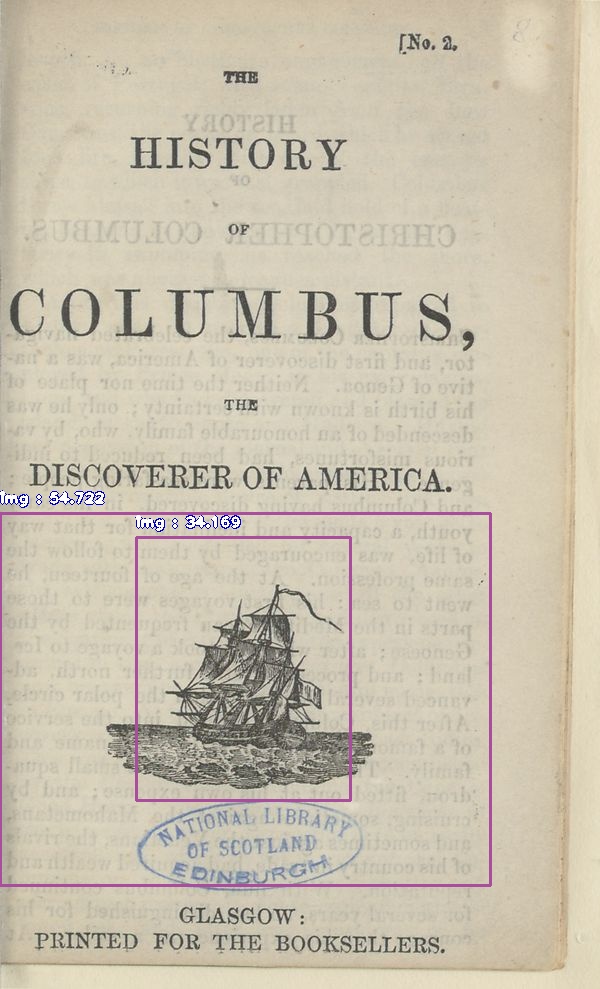 [No. 2.
8
THE
HISTORY
OF
COLUMBUS,
THE
DISCOVERER OF AMERICA.
img : 54.722
img : 34.169
NATIONAL LIBRARY
OF SCOTLAND
EDINBURGH
GLASGOW:
PRINTED FOR THE BOOKSELLERS.